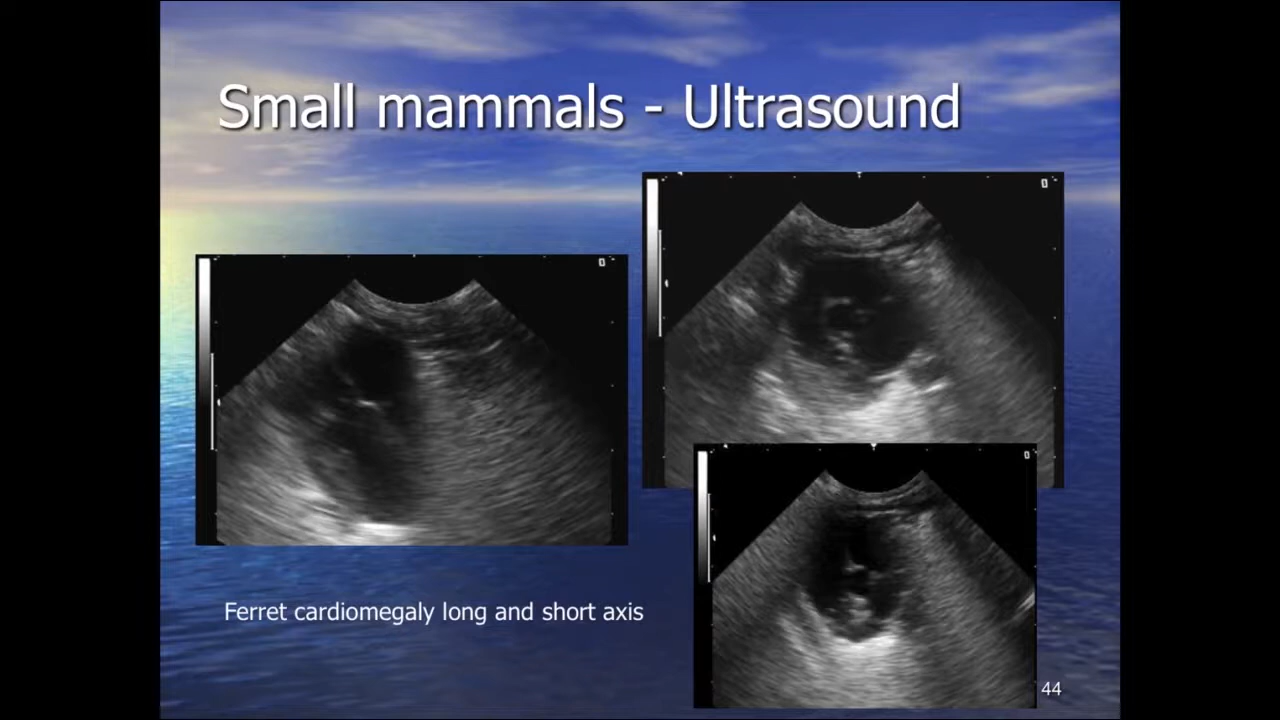 Small mammals - Ultrasound
Ferret cardiomegaly long and short axis
44